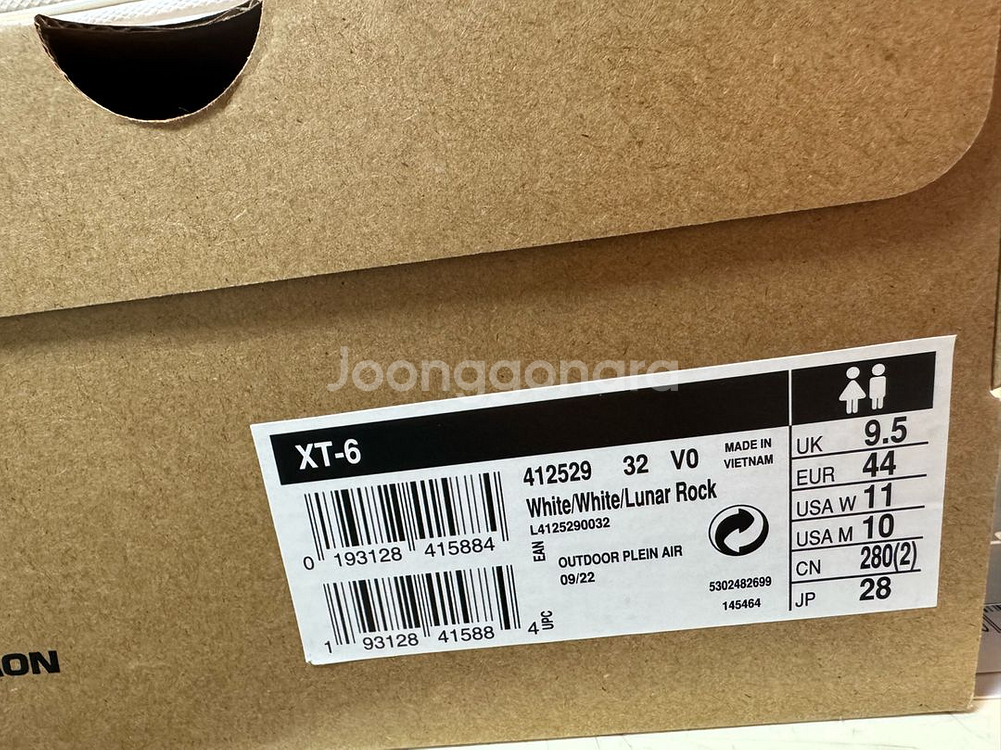 Joonggonara
XT-6
412529 32 V0
MADE IN
VIETNAM
White/White/Lunar Rock
L4125290032
0 193128 415884
EAN
OUTDOOR PLEIN AIR
09/22
5302482699
145464
1 93128 41588 4
UPC
UK 9.5
EUR 44
USA W 11
USA M 10
CN 280(2)
JP 28
ON